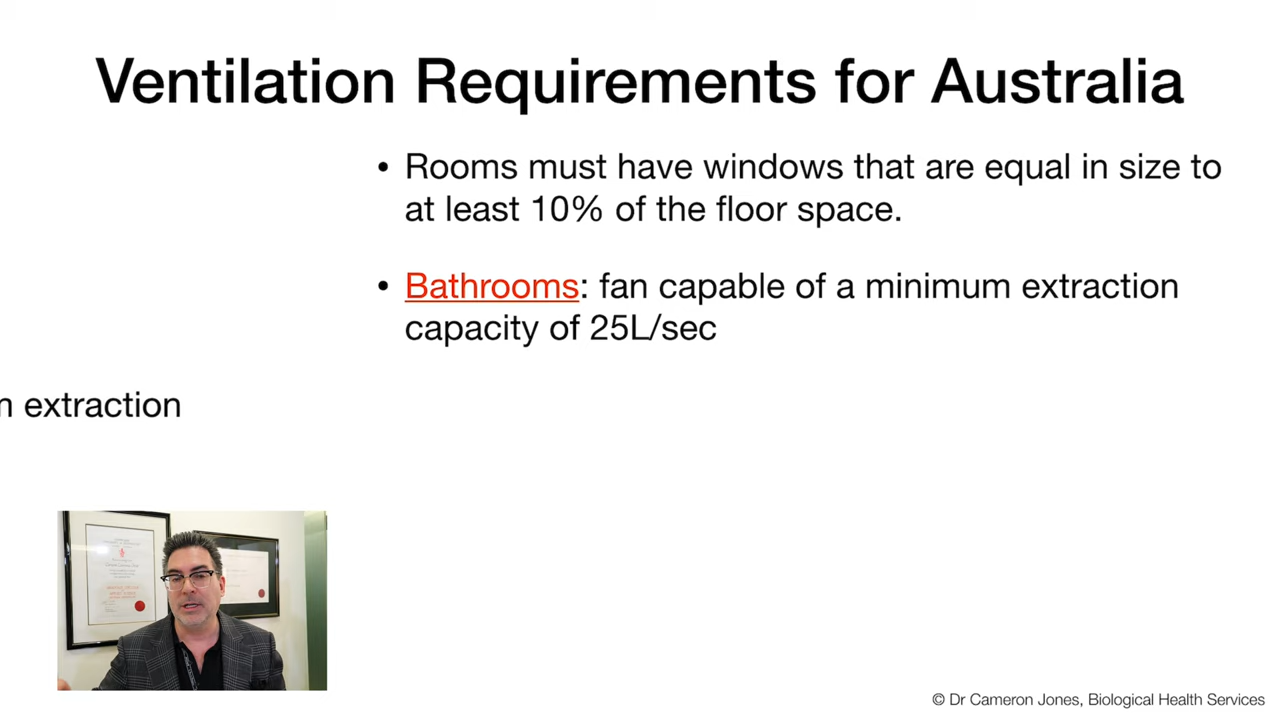 Ventilation Requirements for Australia
• Rooms must have windows that are equal in size to
at least 10% of the floor space.
• Bathrooms: fan capable of a minimum extraction
capacity of 25L/sec
extraction
© Dr Cameron Jones, Biological Health Services